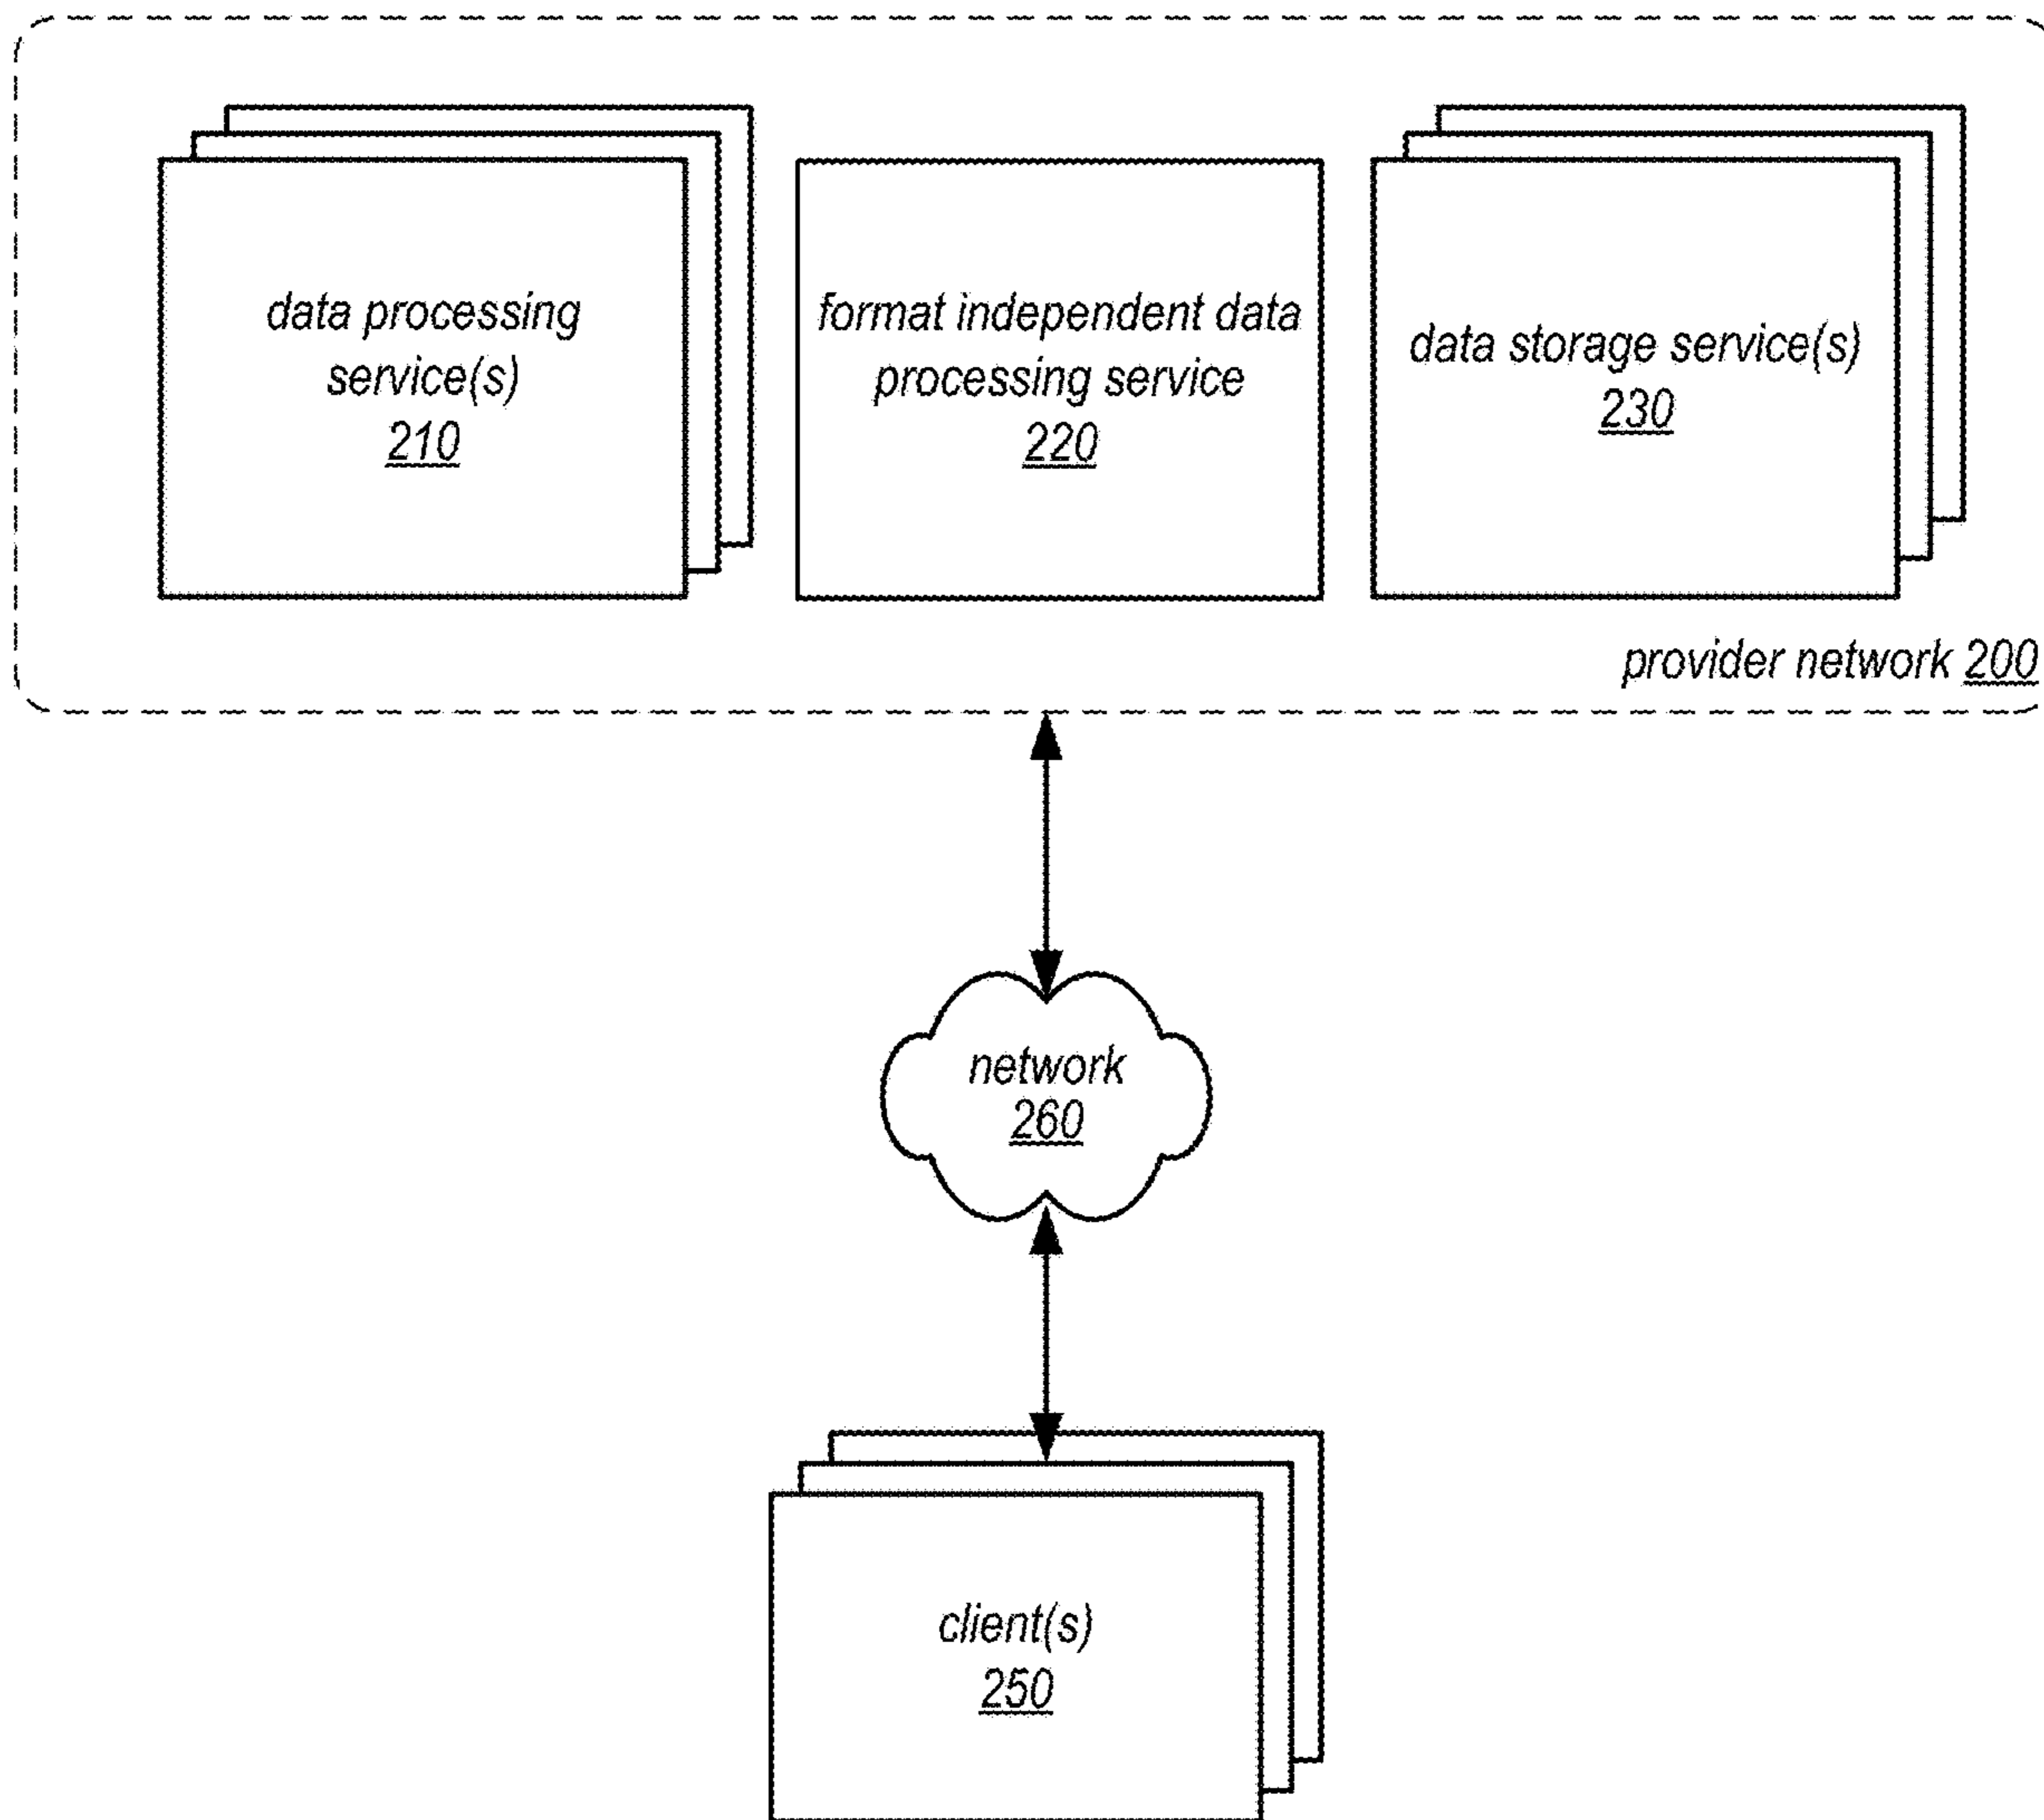 data processing
service(s)
210
format independent data
processing service
220
data storage service(s)
230
provider network 200
network
260
client(s)
250